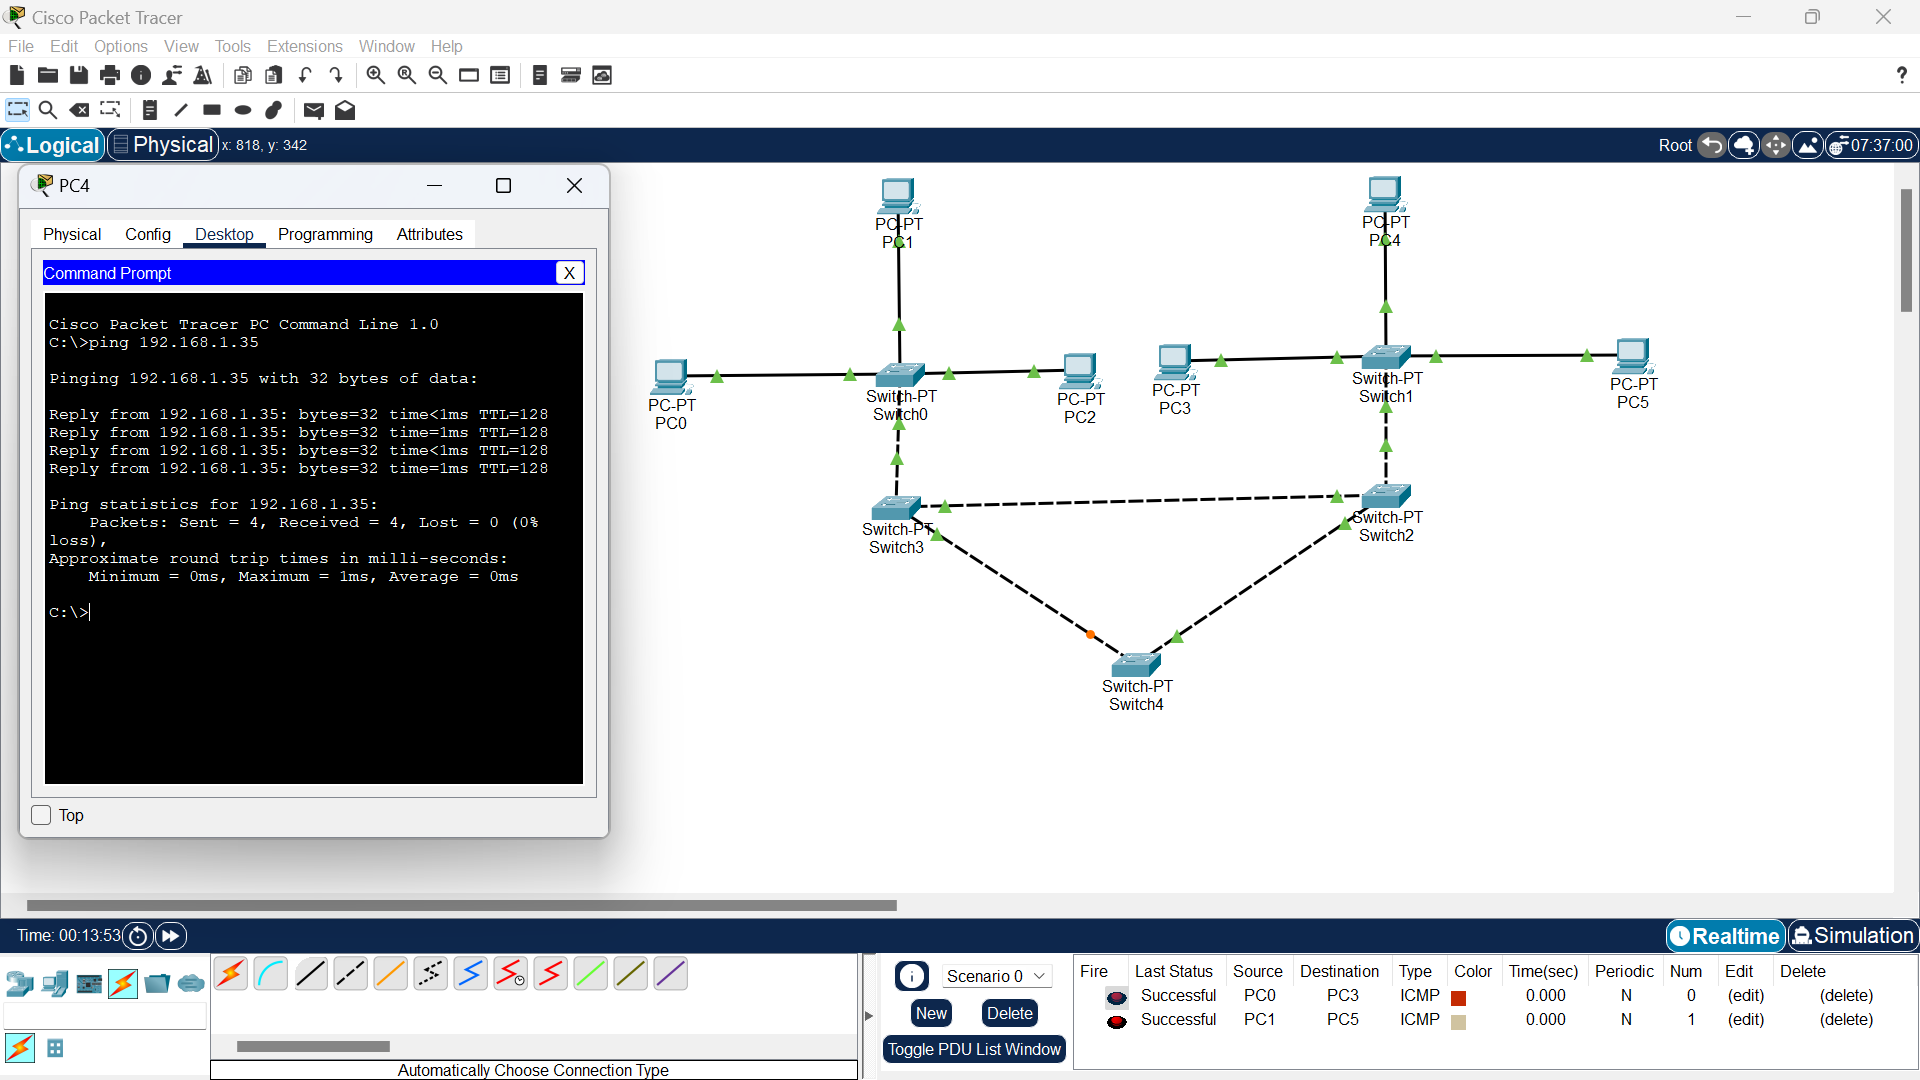 Cisco Packet Tracer
File Edit Options View Tools Extensions Window Help
?
Logical Physical x: 818, y: 342 Root 07:37:00
PC4
Physical Config Desktop Programming Attributes
Command Prompt X
Cisco Packet Tracer PC Command Line 1.0
C:\>ping 192.168.1.35
Pinging 192.168.1.35 with 32 bytes of data:
Reply from 192.168.1.35: bytes=32 time<1ms TTL=128
Reply from 192.168.1.35: bytes=32 time=1ms TTL=128
Reply from 192.168.1.35: bytes=32 time<1ms TTL=128
Reply from 192.168.1.35: bytes=32 time=1ms TTL=128
Ping statistics for 192.168.1.35:
Packets: Sent = 4, Received = 4, Lost = 0 (0%
loss),
Approximate round trip times in milli-seconds:
Minimum = 0ms, Maximum = 1ms, Average = 0ms
C:\>
Top
PC-PT
PC1
PC-PT
PC4
PC-PT
PC0
Switch-PT
Switch0
PC-PT
PC2
PC-PT
PC3
Switch-PT
Switch1
PC-PT
PC5
Switch-PT
Switch3
Switch-PT
Switch2
Switch-PT
Switch4
Time: 00:13:53 Realtime Simulation
Automatically Choose Connection Type
Scenario 0
New Delete
Toggle PDU List Window
Fire Last Status Source Destination Type Color Time(sec) Periodic Num Edit Delete
Successful PC0 PC3 ICMP 0.000 N 0 (edit) (delete)
Successful PC1 PC5 ICMP 0.000 N 1 (edit) (delete)